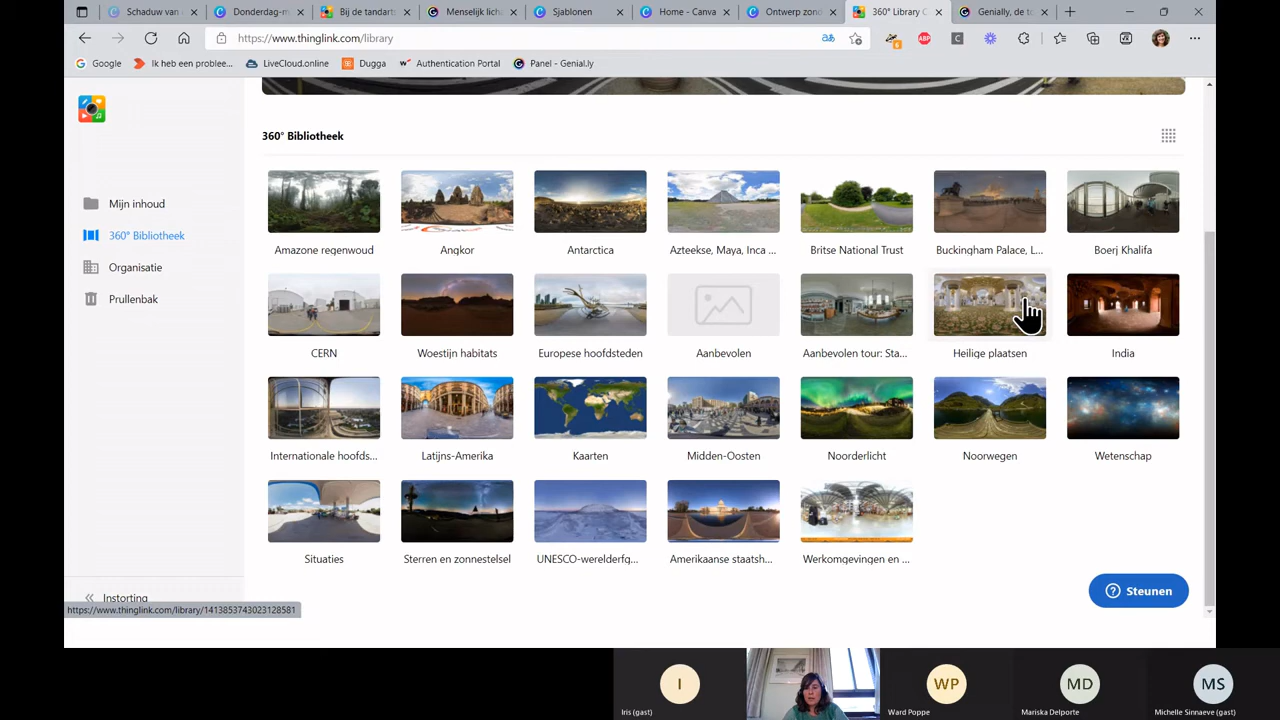 Schaduw van d
Donderdag-m
Bij de tandarts
Menselijk lich
Sjablonen
Home - Canva
Ontwerp zond
360° Library C
Genially, de to
https://www.thinglink.com/library
Google
Ik heb een problee...
LiveCloud.online
Dugga
Authentication Portal
Panel - Genial.ly
Mijn inhoud
360° Bibliotheek
Organisatie
Prullenbak
Instorting
https://www.thinglink.com/library/1413853743023128581
360° Bibliotheek
Amazone regenwoud
Angkor
Antarctica
Azteekse, Maya, Inca ...
Britse National Trust
Buckingham Palace, L...
Boerj Khalifa
CERN
Woestijn habitats
Europese hoofdsteden
Aanbevolen
Aanbevolen tour: Sta...
Heilige plaatsen
India
Internationale hoofds...
Latijns-Amerika
Kaarten
Midden-Oosten
Noorderlicht
Noorwegen
Wetenschap
Situaties
Sterren en zonnestelsel
UNESCO-werelderfg...
Amerikaanse staatsh...
Werkomgevingen en ...
Steunen
I
Iris (gast)
WP
Ward Poppe
MD
Mariska Delporte
MS
Michelle Sinnaeve (gast)